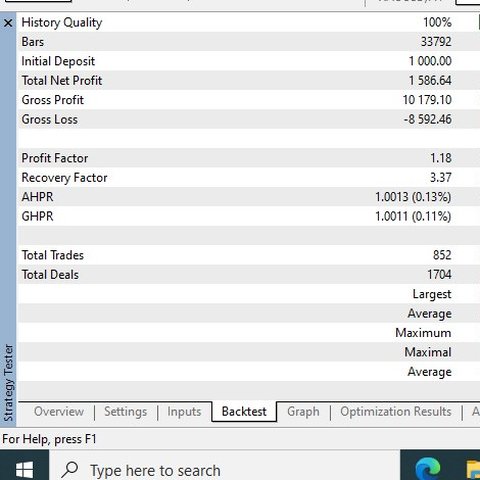 History Quality 100%
Bars 33792
Initial Deposit 1 000.00
Total Net Profit 1 586.64
Gross Profit 10 179.10
Gross Loss -8 592.46
Profit Factor 1.18
Recovery Factor 3.37
AHPR 1.0013 (0.13%)
GHPR 1.0011 (0.11%)
Total Trades 852
Total Deals 1704
Largest
Average
Maximum
Maximal
Average
Strategy Tester
Overview Settings Inputs Backtest Graph Optimization Results A
For Help, press F1
Type here to search